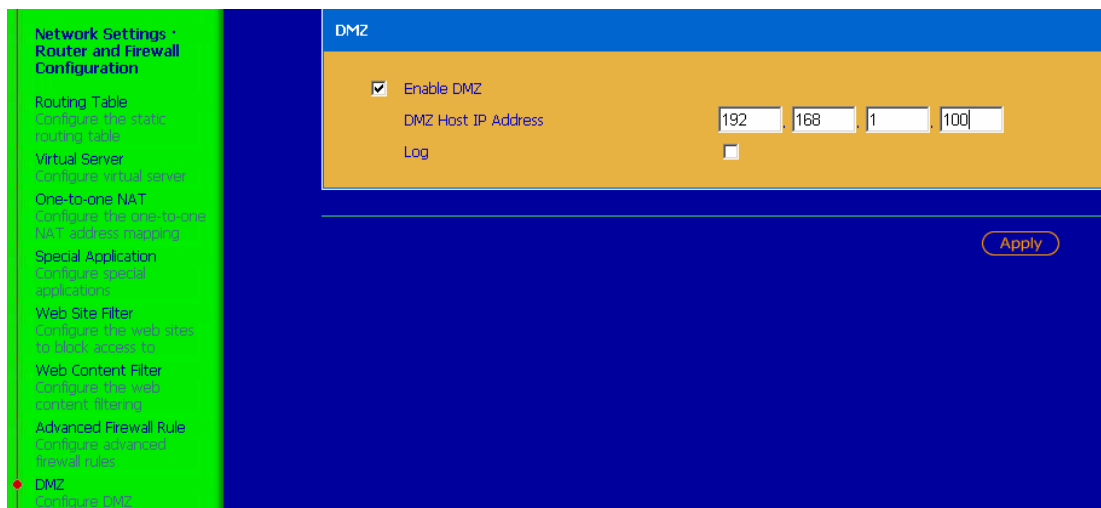 Network Settings ·
Router and Firewall
Configuration
Routing Table
Configure the static
routing table
Virtual Server
Configure virtual server
One-to-one NAT
Configure the one-to-one
NAT address mapping
Special Application
Configure special
applications
Web Site Filter
Configure the web sites
to block access to
Web Content Filter
Configure the web
content filtering
Advanced Firewall Rule
Configure advanced
firewall rules
DMZ
Configure DMZ
DMZ
Enable DMZ
DMZ Host IP Address 192 . 168 . 1 . 100
Log
Apply